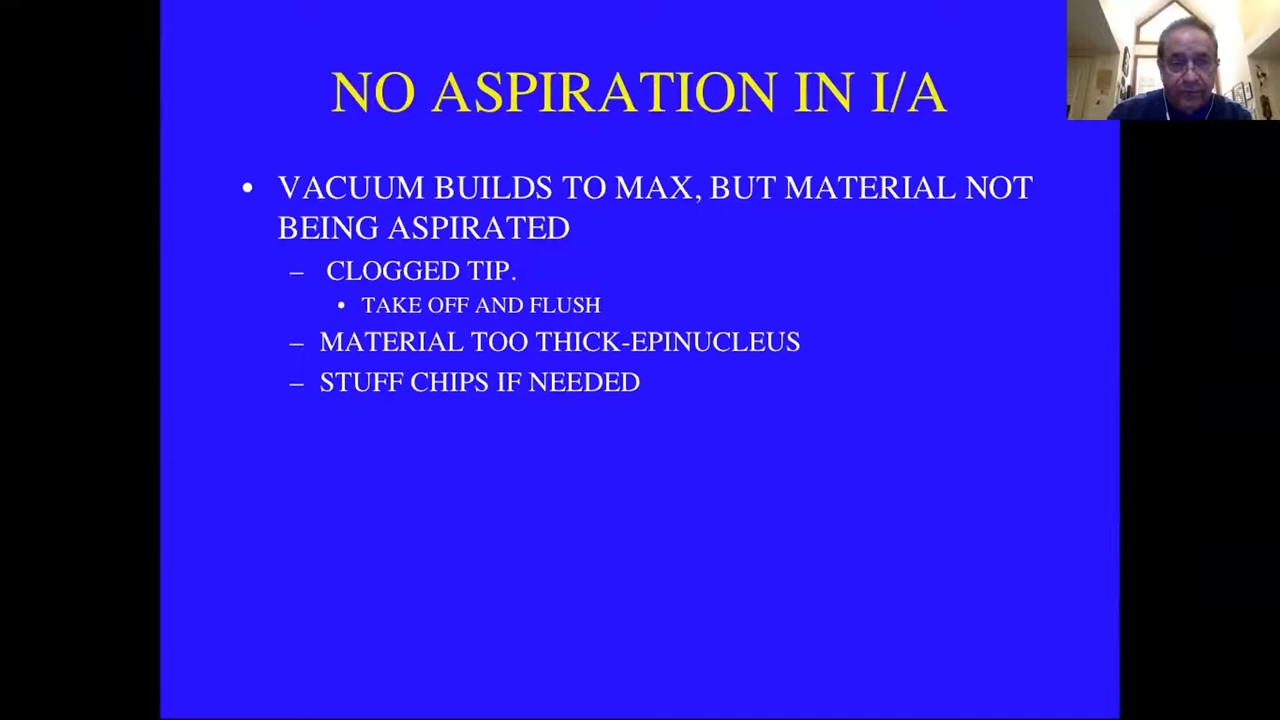 NO ASPIRATION IN I/A
• VACUUM BUILDS TO MAX, BUT MATERIAL NOT
BEING ASPIRATED
– CLOGGED TIP.
• TAKE OFF AND FLUSH
– MATERIAL TOO THICK-EPINUCLEUS
– STUFF CHIPS IF NEEDED